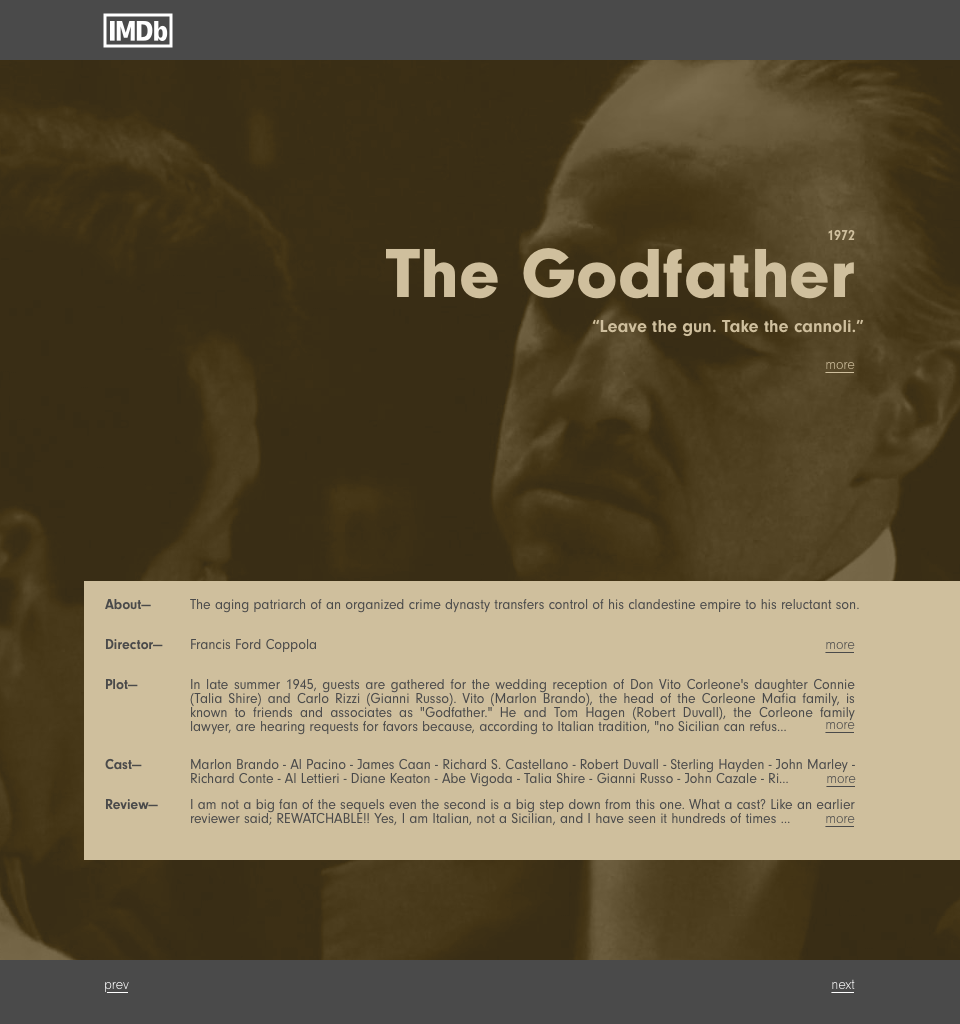 IMDb
1972
The Godfather
“Leave the gun. Take the cannoli.”
more
About— The aging patriarch of an organized crime dynasty transfers control of his clandestine empire to his reluctant son.
Director— Francis Ford Coppola more
Plot— In late summer 1945, guests are gathered for the wedding reception of Don Vito Corleone's daughter Connie
(Talia Shire) and Carlo Rizzi (Gianni Russo). Vito (Marlon Brando), the head of the Corleone Mafia family, is
known to friends and associates as "Godfather." He and Tom Hagen (Robert Duvall), the Corleone family
lawyer, are hearing requests for favors because, according to Italian tradition, "no Sicilian can refus... more
Cast— Marlon Brando - Al Pacino - James Caan - Richard S. Castellano - Robert Duvall - Sterling Hayden - John Marley -
Richard Conte - Al Lettieri - Diane Keaton - Abe Vigoda - Talia Shire - Gianni Russo - John Cazale - Ri... more
Review— I am not a big fan of the sequels even the second is a big step down from this one. What a cast? Like an earlier
reviewer said; REWATCHABLE!! Yes, I am Italian, not a Sicilian, and I have seen it hundreds of times ... more
prev next